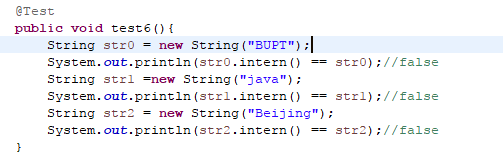 @Test
public void test6(){
    String str0 = new String("BUPT");
    System.out.println(str0.intern() == str0);//false
    String str1 =new String("java");
    System.out.println(str1.intern() == str1);//false
    String str2 = new String("Beijing");
    System.out.println(str2.intern() == str2);//false
}